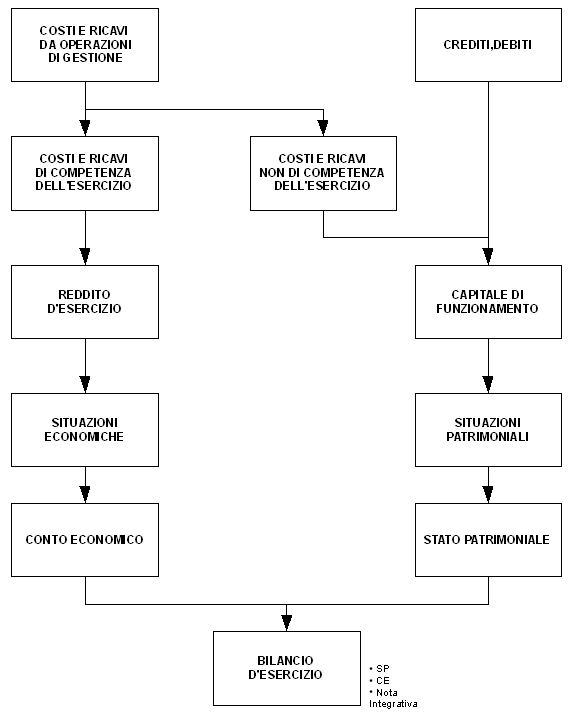 COSTI E RICAVI
DA OPERAZIONI
DI GESTIONE
CREDITI,DEBITI
COSTI E RICAVI
DI COMPETENZA
DELL'ESERCIZIO
COSTI E RICAVI
NON DI COMPETENZA
DELL'ESERCIZIO
REDDITO
D'ESERCIZIO
CAPITALE DI
FUNZIONAMENTO
SITUAZIONI
ECONOMICHE
SITUAZIONI
PATRIMONIALI
CONTO ECONOMICO
STATO PATRIMONIALE
BILANCIO
D'ESERCIZIO
• SP
• CE
• Nota
Integrativa